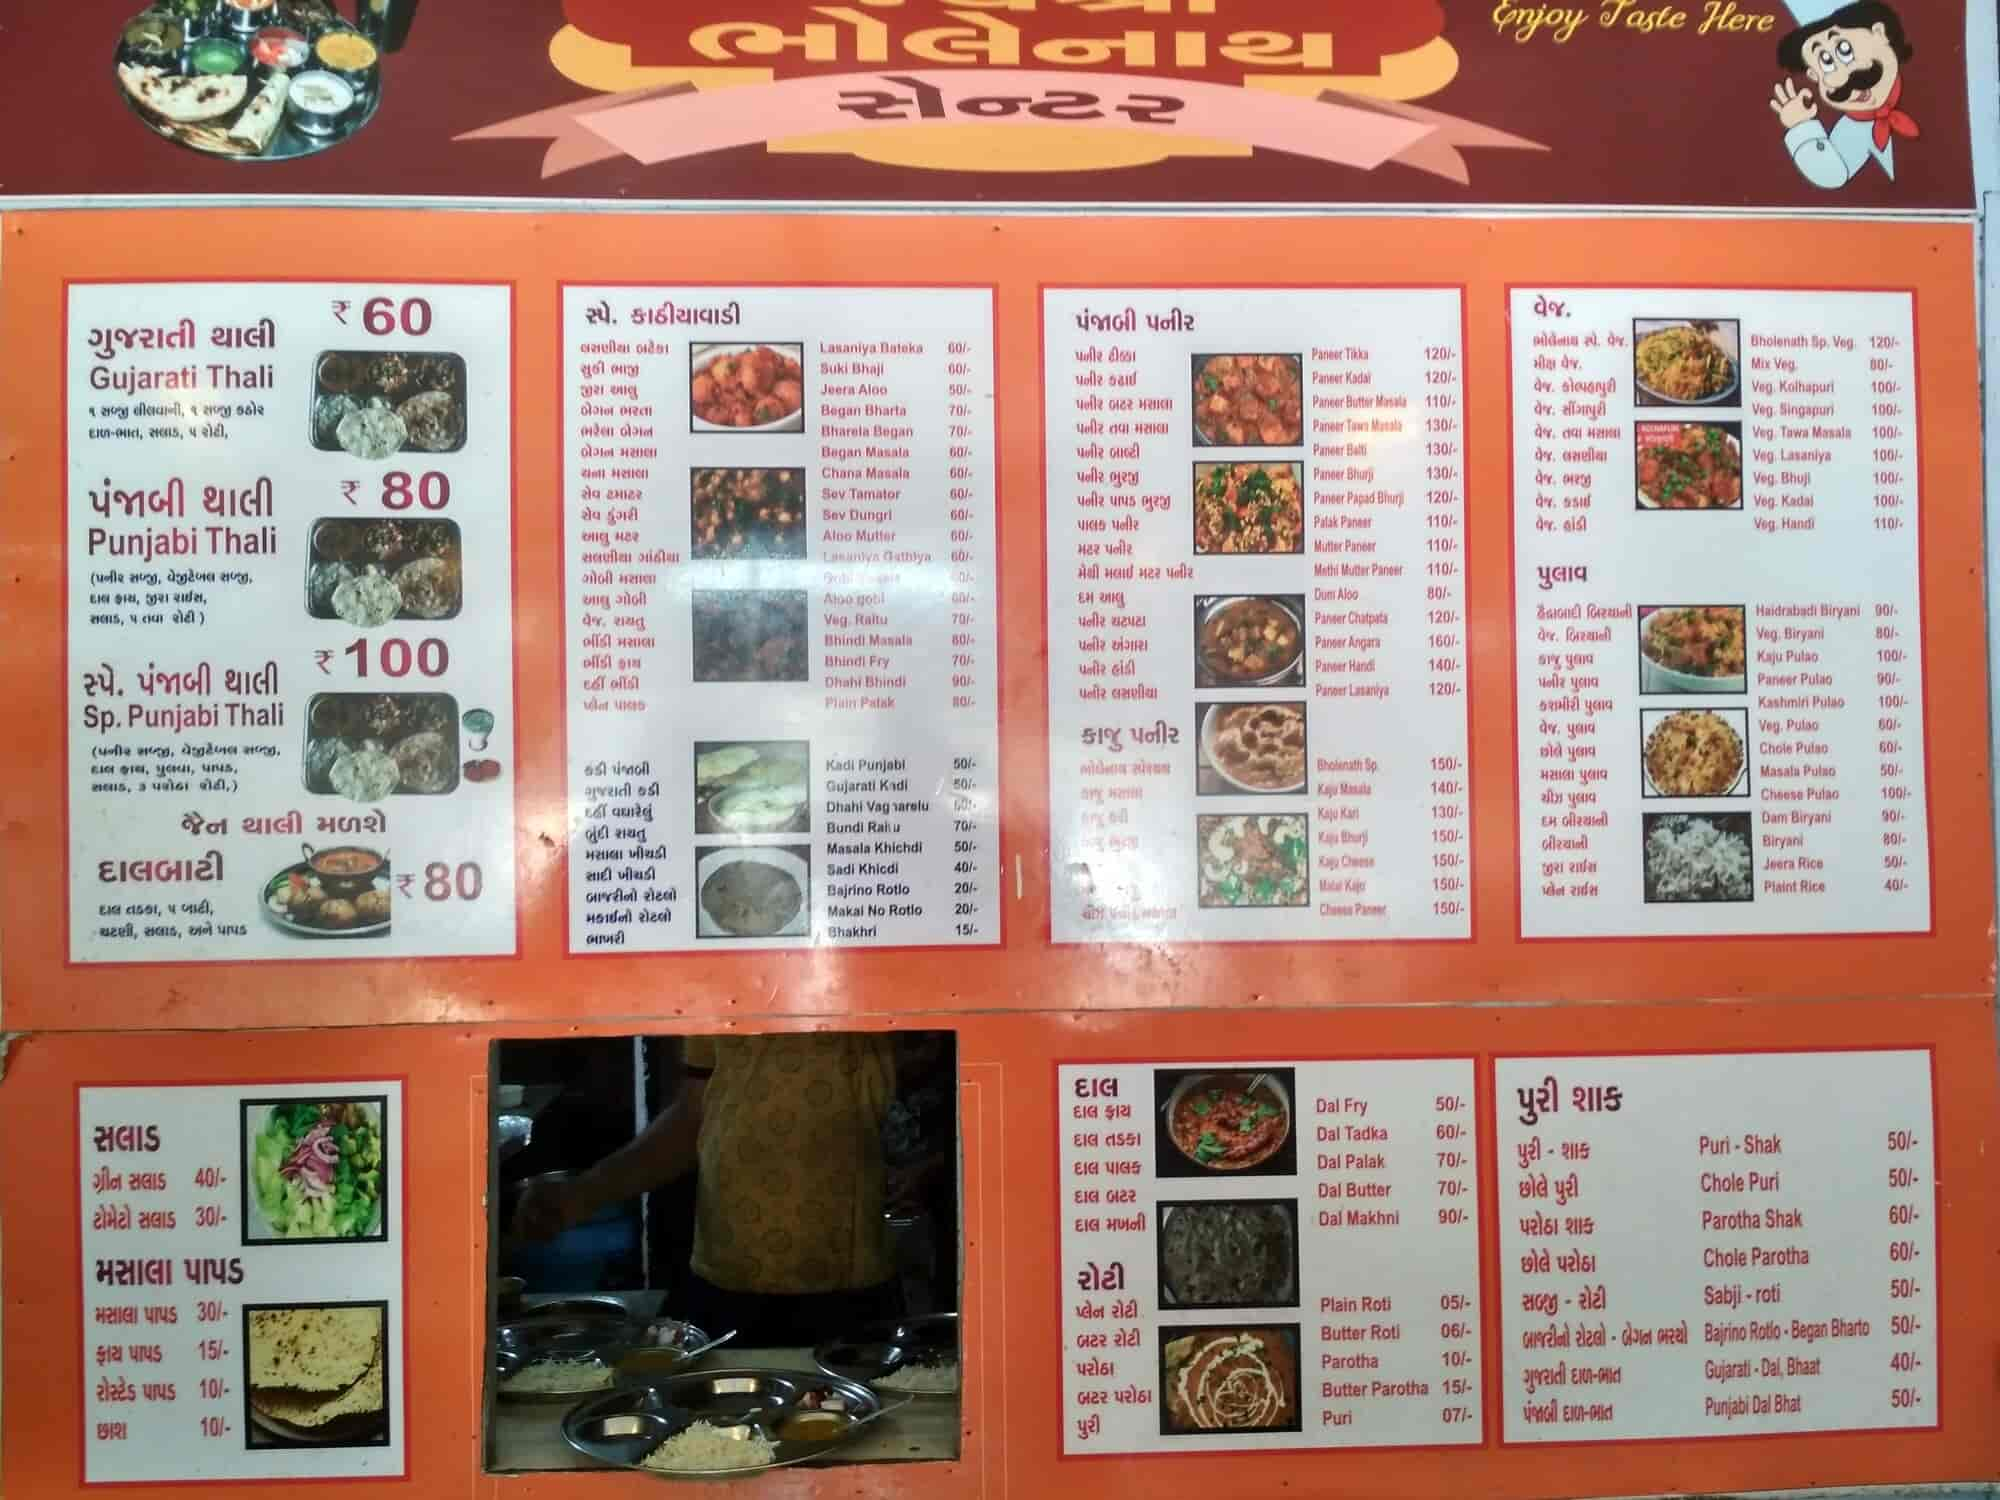 ભોલેનાથ
સેન્ટર
Enjoy Taste Here
₹ 60
ગુજરાતી થાલી
Gujarati Thali
૧ સબ્જી લીલવાની, ૧ સબ્જી કઠોર
દાળ-ભાત, સલાડ, ૫ રોટી,
₹ 80
પંજાબી થાલી
Punjabi Thali
(પનીર સબ્જી, વેજીટેબલ સબ્જી,
દાલ ફ્રાય, જીરા રાઈસ,
સલાડ, ૫ તવા રોટી )
₹ 100
સ્પે. પંજાબી થાલી
Sp. Punjabi Thali
(પનીર સબ્જી, વેજીટેબલ સબ્જી,
દાલ ફ્રાય, પુલાવ, પાપડ,
સલાડ, ૩ પરોઠા રોટી,)
જૈન થાલી મળશે
દાલબાટી
₹ 80
દાલ તડકા, ૫ બાટી,
ચટણી, સલાડ, અને પાપડ
સ્પે. કાઠીયાવાડી
લસણીયા બટેકા Lasaniya Bateka 60/-
સુકી ભાજી Suki Bhaji 60/-
જીરા આલુ Jeera Aloo 50/-
બેગન ભરતા Began Bharta 70/-
ભરેલા બેગન Bharela Began 70/-
બેગન મસાલા Began Masala 60/-
ચના મસાલા Chana Masala 60/-
સેવ ટમાટર Sev Tamator 60/-
સેવ ડુંગરી Sev Dungri 60/-
આલુ મટર Aloo Mutter 60/-
સલણીયા ગાંઠીયા Lasaniya Gathiya 60/-
ગોબી મસાલા
આલુ ગોબી Aloo gobi 60/-
વેજ. રાયતુ Veg. Raitu 70/-
ભીંડી મસાલા Bhindi Masala 80/-
ભીંડી ફ્રાય Bhindi Fry 70/-
દહીં ભીંડી Dhahi Bhindi 90/-
પ્લેન પાલક Plain Palak 80/-
કડી પંજાબી Kadi Punjabi 50/-
ગુજરાતી કડી Gujarati Kadi 50/-
દહીં વઘારેલું Dhahi Vagharelu 60/-
બુંદી રાયતુ Bundi Raitu 70/-
મસાલા ખીચડી Masala Khichdi 50/-
સાદી ખીચડી Sadi Khicdi 40/-
બાજરીનો રોટલો Bajrino Rotlo 20/-
મકાઈનો રોટલો Makai No Rotlo 20/-
ભાખરી Bhakhri 15/-
પંજાબી પનીર
પનીર ટીક્કા Paneer Tikka 120/-
પનીર કઢાઈ Paneer Kadai 120/-
પનીર બટર મસાલા Paneer Butter Masala 110/-
પનીર તવા મસાલા Paneer Tawa Masala 130/-
પનીર બાલ્ટી Paneer Balti 130/-
પનીર ભુરજી Paneer Bhurji 130/-
પનીર પાપડ ભુરજી Paneer Papad Bhurji 120/-
પાલક પનીર Palak Paneer 110/-
મટર પનીર Mutter Paneer 110/-
મેથી મલાઈ મટર પનીર Methi Mutter Paneer 110/-
દમ આલુ Dum Aloo 80/-
પનીર ચટપટા Paneer Chatpata 120/-
પનીર અંગારા Paneer Angara 160/-
પનીર હાંડી Paneer Handi 140/-
પનીર લસણીયા Paneer Lasaniya 120/-
કાજુ પનીર
ભોલેનાથ સ્પેશ્યલ Bholenath Sp. 150/-
કાજુ મસાલા Kaju Masala 140/-
કાજુ કરી Kaju Kari 130/-
કાજુ ભુરજી Kaju Bhurji 150/-
Kaju Cheese 150/-
Malai Kaju 150/-
Cheese Paneer 150/-
વેજ.
ભોલેનાથ સ્પે. વેજ. Bholenath Sp. Veg. 120/-
મીક્ષ વેજ. Mix Veg. 80/-
વેજ. કોલ્હાપુરી Veg. Kolhapuri 100/-
વેજ. સીંગાપુરી Veg. Singapuri 100/-
વેજ. તવા મસાલા Veg. Tawa Masala 100/-
વેજ. લસણીયા Veg. Lasaniya 100/-
વેજ. ભરજી Veg. Bhuji 100/-
વેજ. કડાઈ Veg. Kadai 100/-
વેજ. હાંડી Veg. Handi 110/-
પુલાવ
હૈદ્રાબાદી બિરયાની Haidrabadi Biryani 90/-
વેજ. બિરયાની Veg. Biryani 80/-
કાજુ પુલાવ Kaju Pulao 100/-
પનીર પુલાવ Paneer Pulao 90/-
કશમીરી પુલાવ Kashmiri Pulao 100/-
વેજ. પુલાવ Veg. Pulao 60/-
છોલે પુલાવ Chole Pulao 60/-
મસાલા પુલાવ Masala Pulao 50/-
ચીઝ પુલાવ Cheese Pulao 100/-
દમ બીરયાની Dam Biryani 90/-
બીરયાની Biryani 80/-
જીરા રાઈસ Jeera Rice 50/-
પ્લેન રાઈસ Plaint Rice 40/-
સલાડ
ગ્રીન સલાડ 40/-
ટોમેટો સલાડ 30/-
મસાલા પાપડ
મસાલા પાપડ 30/-
ફ્રાય પાપડ 15/-
રોસ્ટેડ પાપડ 10/-
છાશ 10/-
દાલ
દાલ ફ્રાય Dal Fry 50/-
દાલ તડકા Dal Tadka 60/-
દાલ પાલક Dal Palak 70/-
દાલ બટર Dal Butter 70/-
દાલ મખની Dal Makhni 90/-
રોટી
પ્લેન રોટી Plain Roti 05/-
બટર રોટી Butter Roti 06/-
પરોઠા Parotha 10/-
બટર પરોઠા Butter Parotha 15/-
પુરી Puri 07/-
પુરી શાક
પુરી - શાક Puri - Shak 50/-
છોલે પુરી Chole Puri 50/-
પરોઠા શાક Parotha Shak 60/-
છોલે પરોઠા Chole Parotha 60/-
સબ્જી - રોટી Sabji - roti 50/-
બાજરીનો રોટલો - બેગન ભરથો Bajrino Rotlo - Began Bharto 50/-
ગુજરાતી દાળ-ભાત Gujarati - Dal, Bhaat 40/-
પંજાબી દાળ-ભાત Punjabi Dal Bhat 50/-